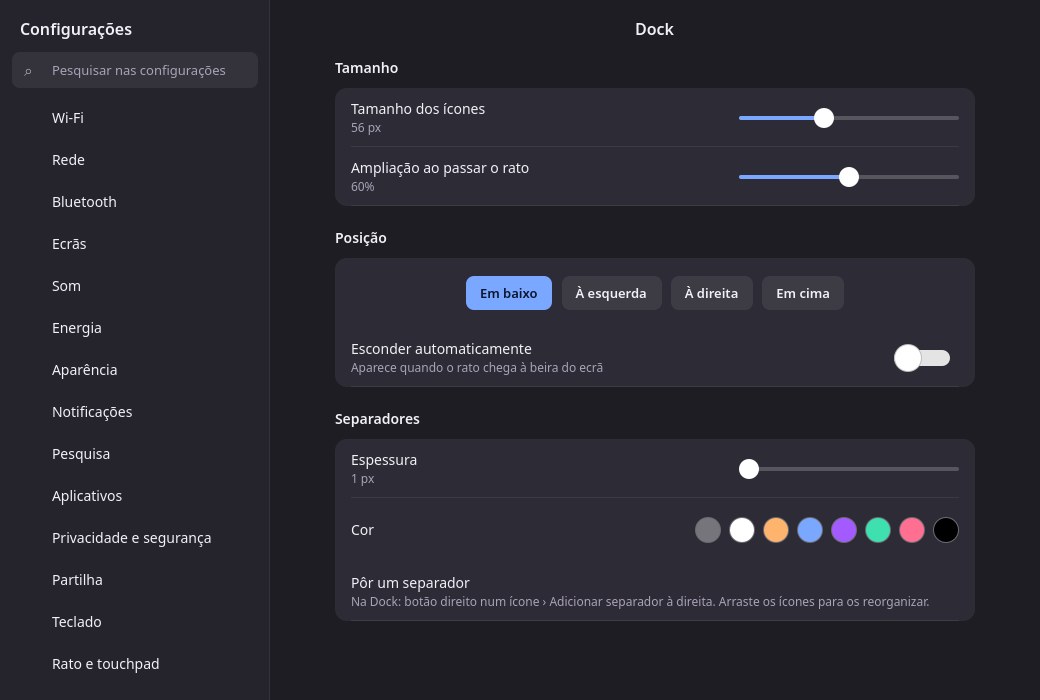 Configurações
Pesquisar nas configurações
Wi-Fi
Rede
Bluetooth
Ecrãs
Som
Energia
Aparência
Notificações
Pesquisa
Aplicativos
Privacidade e segurança
Partilha
Teclado
Rato e touchpad
Dock
Tamanho
Tamanho dos ícones
56 px
Ampliação ao passar o rato
60%
Posição
Em baixo
À esquerda
À direita
Em cima
Esconder automaticamente
Aparece quando o rato chega à beira do ecrã
Separadores
Espessura
1 px
Cor
Pôr um separador
Na Dock: botão direito num ícone › Adicionar separador à direita. Arraste os ícones para os reorganizar.